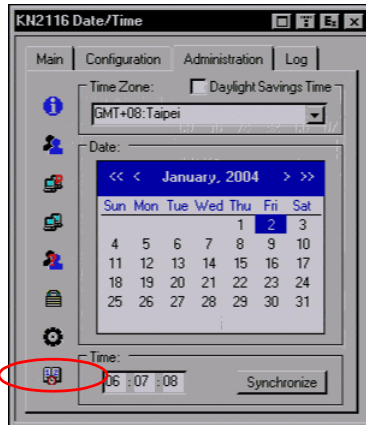 KN2116 Date/Time
Main Configuration Administration Log
Time Zone: Daylight Savings Time
GMT+08:Taipei
Date:
<< < January, 2004 > >>
Sun Mon Tue Wed Thu Fri Sat
1 2 3
4 5 6 7 8 9 10
11 12 13 14 15 16 17
18 19 20 21 22 23 24
25 26 27 28 29 30 31
Time:
06 : 07 : 08 Synchronize